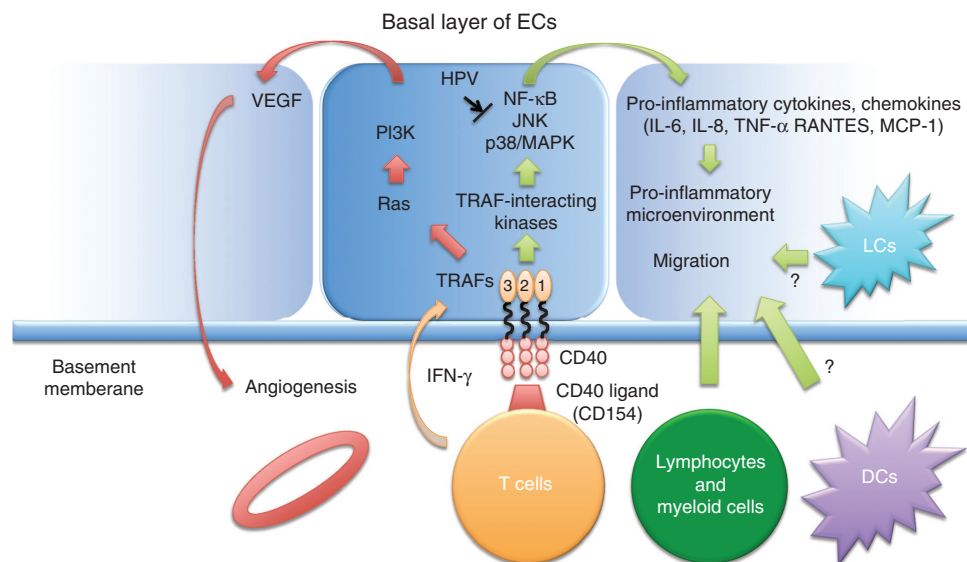 Basal layer of ECs
VEGF
HPV
NF-κB
JNK
p38/MAPK
PI3K
Ras
TRAF-interacting
kinases
TRAFs
3 2 1
Pro-inflammatory cytokines, chemokines
(IL-6, IL-8, TNF-α RANTES, MCP-1)
Pro-inflammatory
microenvironment
Migration
?
LCs
Basement
memberane
Angiogenesis
IFN-γ
CD40
CD40 ligand
(CD154)
?
T cells
Lymphocytes
and
myeloid cells
DCs